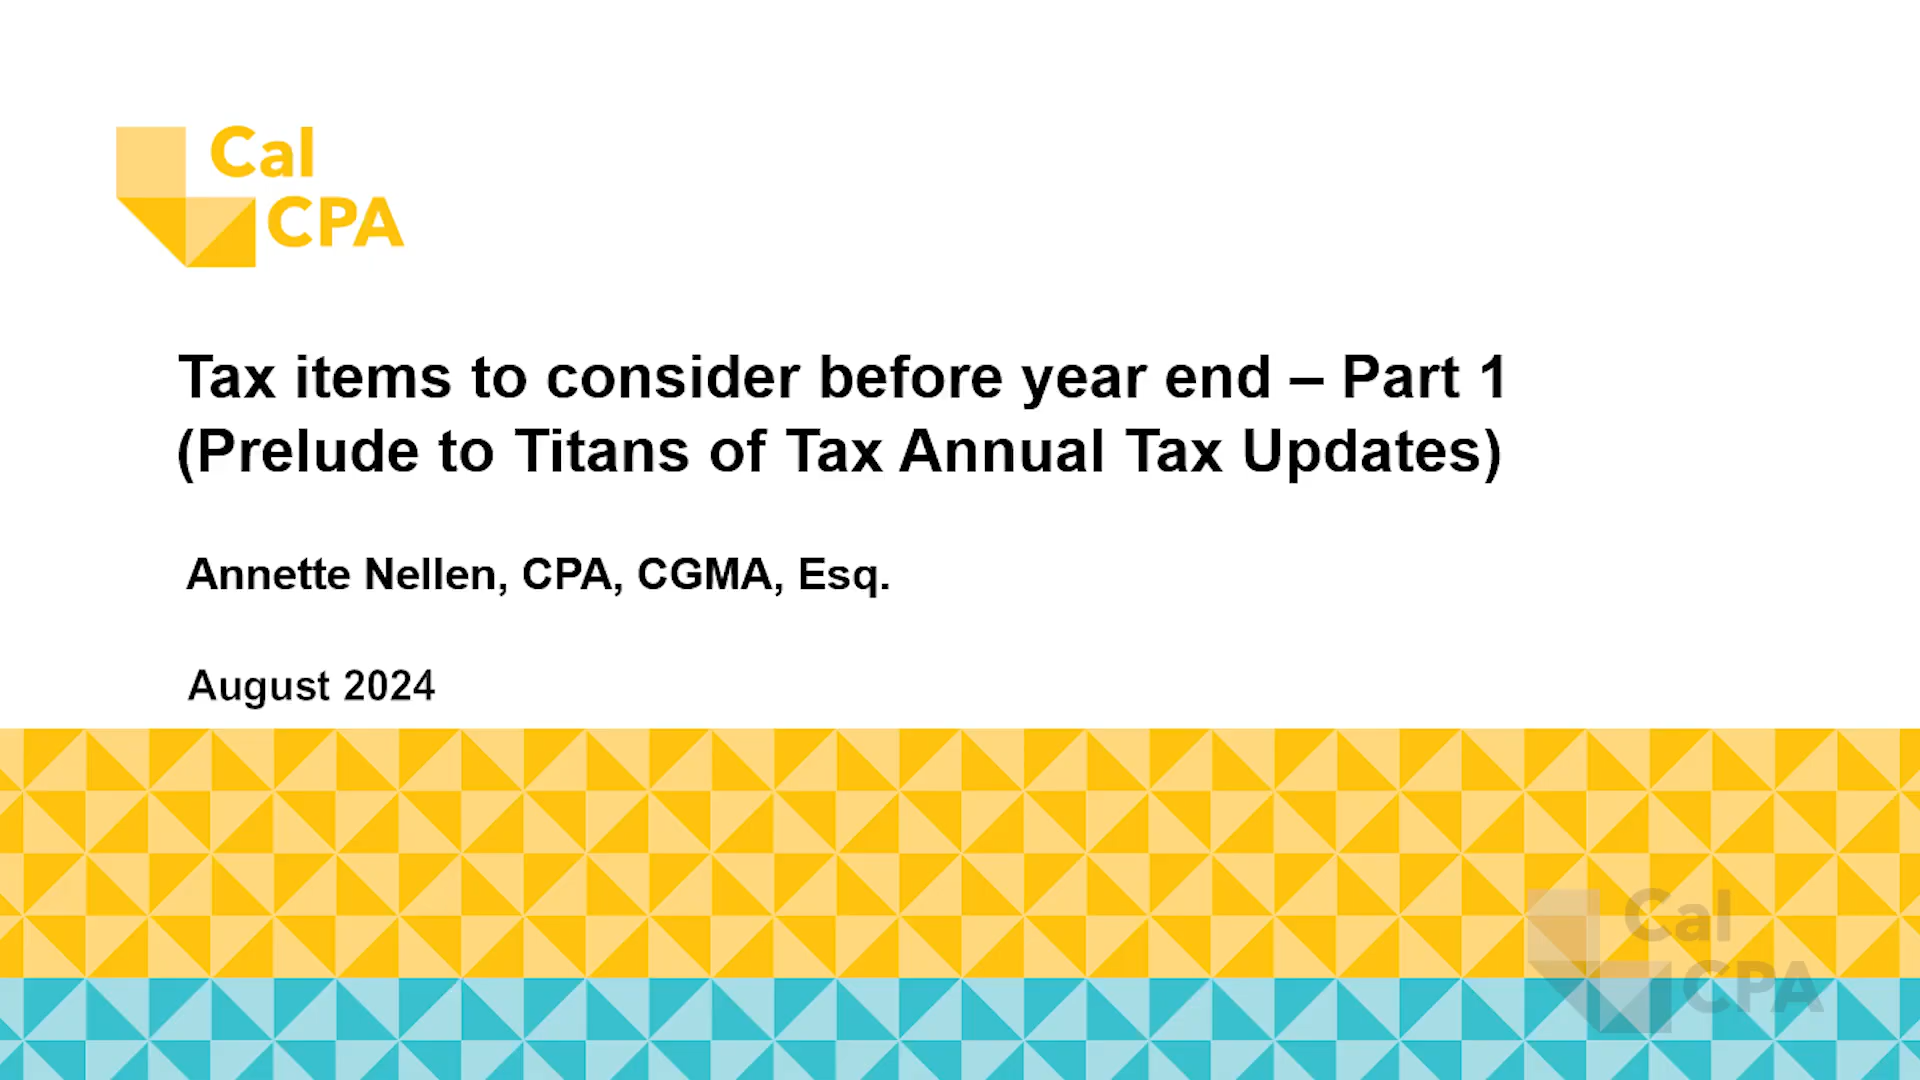 Cal
CPA
Tax items to consider before year end – Part 1
(Prelude to Titans of Tax Annual Tax Updates)
Annette Nellen, CPA, CGMA, Esq.
August 2024
Cal
CPA